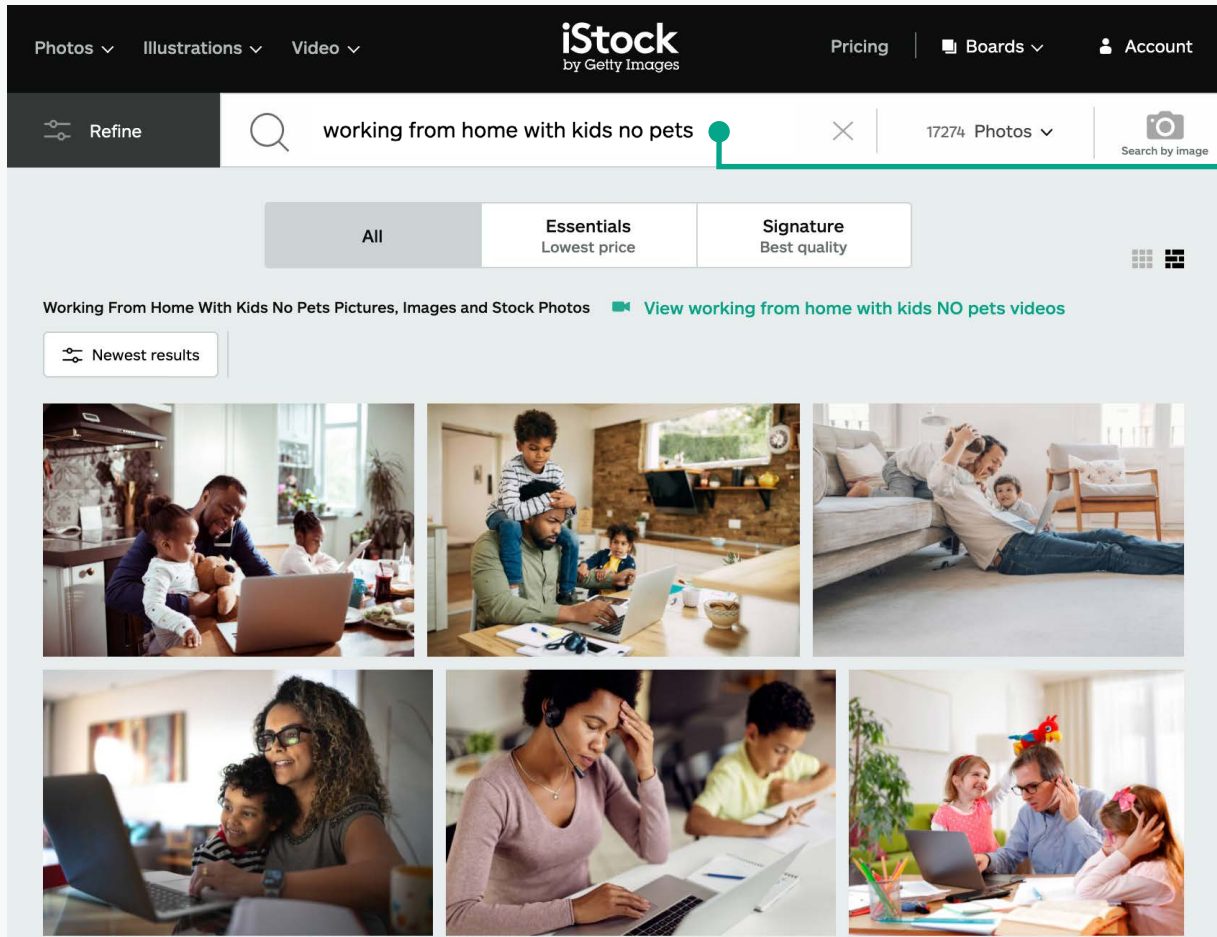 Photos Illustrations Video
iStock
by Getty Images
Pricing Boards Account
Refine
working from home with kids no pets
17274 Photos
Search by image
All
Essentials
Lowest price
Signature
Best quality
Working From Home With Kids No Pets Pictures, Images and Stock Photos View working from home with kids NO pets videos
Newest results